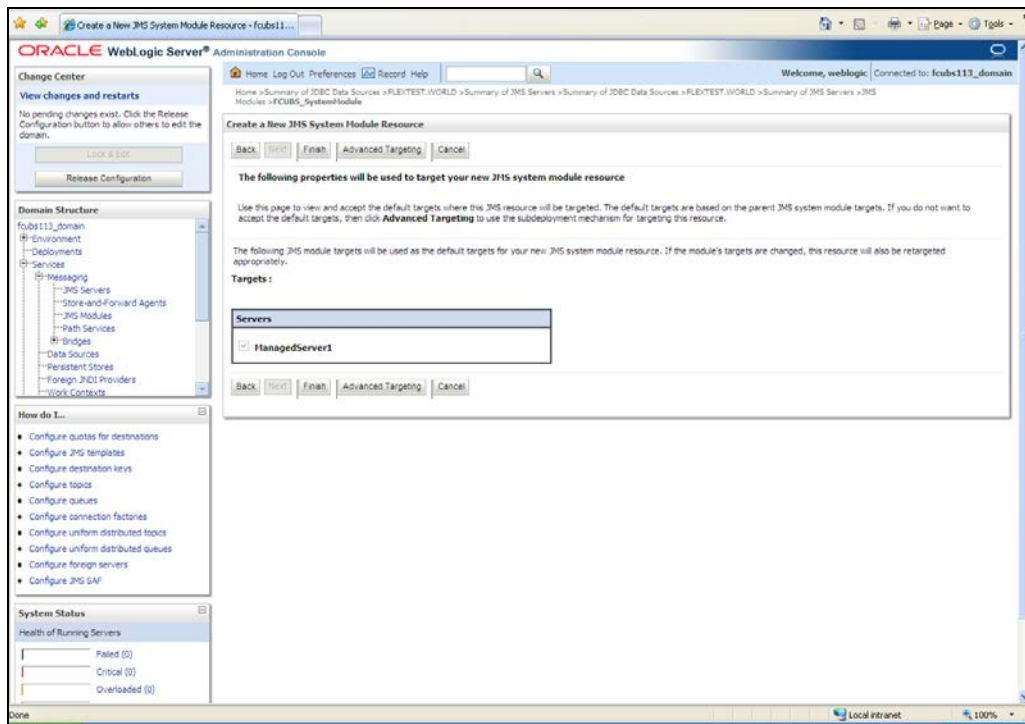 Create a New JMS System Module Resource - fcubs11...
Page
Tools
ORACLE WebLogic Server® Administration Console
Change Center
View changes and restarts
No pending changes exist. Click the Release
Configuration button to allow others to edit the
domain.
Lock & Edit
Release Configuration
Domain Structure
fcubs113_domain
Environment
Deployments
Services
Messaging
JMS Servers
Store-and-Forward Agents
JMS Modules
Path Services
Bridges
Data Sources
Persistent Stores
Foreign JNDI Providers
Work Contexts
How do I...
Configure quotas for destinations
Configure JMS templates
Configure destination keys
Configure topics
Configure queues
Configure connection factories
Configure uniform distributed topics
Configure uniform distributed queues
Configure foreign servers
Configure JMS SAF
System Status
Health of Running Servers
Failed (0)
Critical (0)
Overloaded (0)
Home Log Out Preferences Record Help
Welcome, weblogic Connected to: fcubs113_domain
Home >Summary of JDBC Data Sources >FLEXTEST.WORLD >Summary of JMS Servers >Summary of JDBC Data Sources >FLEXTEST.WORLD >Summary of JMS Servers >JMS
Modules >FCUBS_SystemModule
Create a New JMS System Module Resource
Back Next Finish Advanced Targeting Cancel
The following properties will be used to target your new JMS system module resource
Use this page to view and accept the default targets where this JMS resource will be targeted. The default targets are based on the parent JMS system module targets. If you do not want to
accept the default targets, then click Advanced Targeting to use the subdeployment mechanism for targeting this resource.
The following JMS module targets will be used as the default targets for your new JMS system module resource. If the module's targets are changed, this resource will also be retargeted
appropriately.
Targets :
Servers
ManagedServer1
Back Next Finish Advanced Targeting Cancel
Done
Local intranet
100%